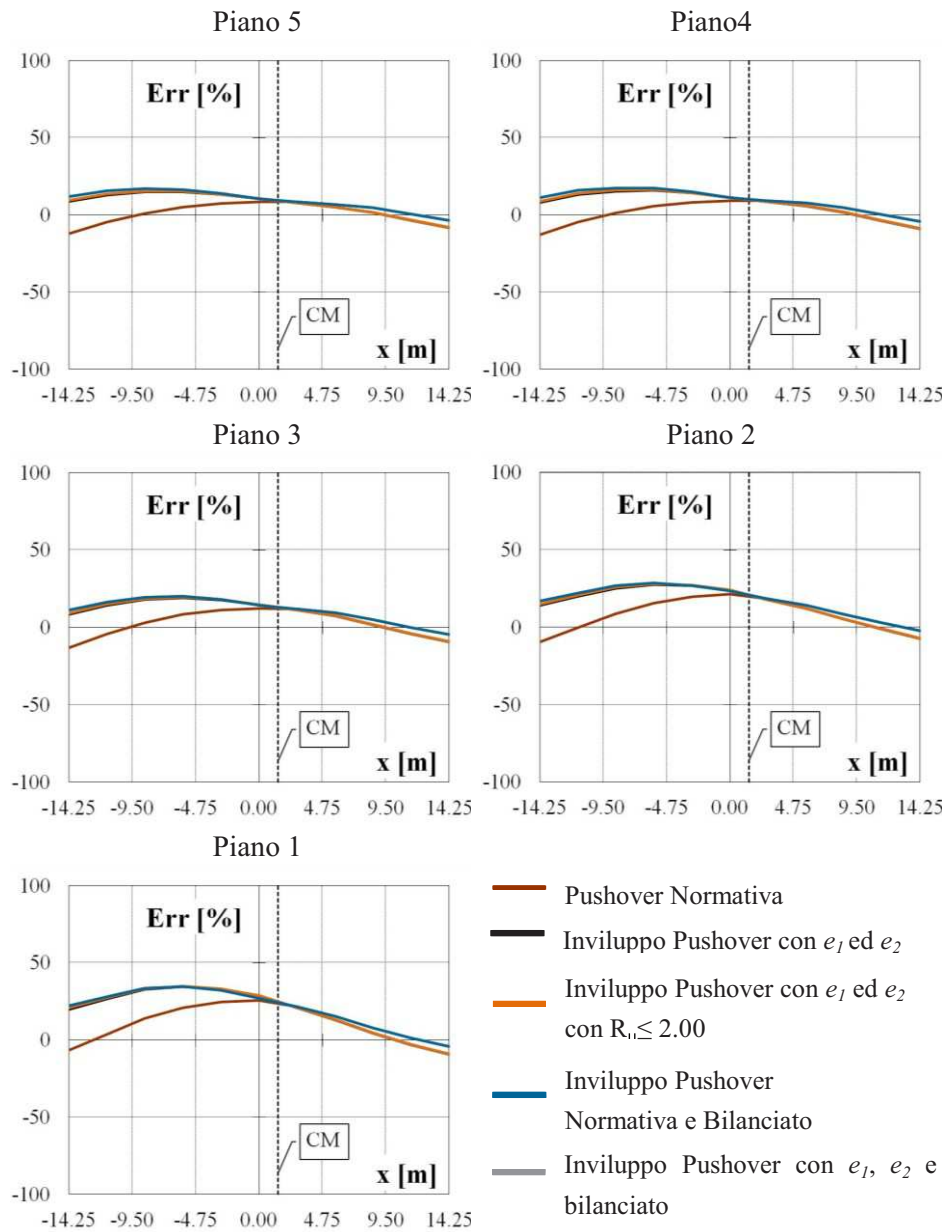 Piano 5
100
50
0
-50
-100
Err [%]
CM
x [m]
-14.25 -9.50 -4.75 0.00 4.75 9.50 14.25
Piano4
100
50
0
-50
-100
Err [%]
CM
x [m]
-14.25 -9.50 -4.75 0.00 4.75 9.50 14.25
Piano 3
100
50
0
-50
-100
Err [%]
CM
x [m]
-14.25 -9.50 -4.75 0.00 4.75 9.50 14.25
Piano 2
100
50
0
-50
-100
Err [%]
CM
x [m]
-14.25 -9.50 -4.75 0.00 4.75 9.50 14.25
Piano 1
100
50
0
-50
-100
Err [%]
CM
x [m]
-14.25 -9.50 -4.75 0.00 4.75 9.50 14.25
Pushover Normativa
Inviluppo Pushover con e1 ed e2
Inviluppo Pushover con e1 ed e2
con Rμ≤ 2.00
Inviluppo Pushover
Normativa e Bilanciato
Inviluppo Pushover con e1, e2 e
bilanciato